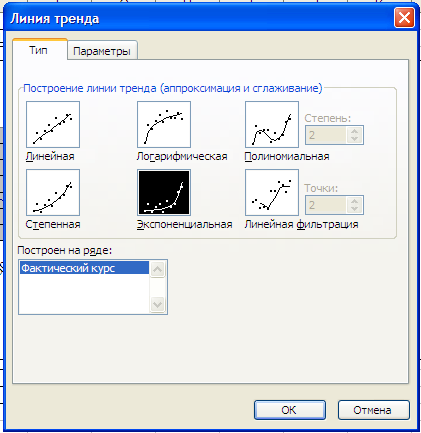 Линия тренда
Тип
Параметры
Построение линии тренда (аппроксимация и сглаживание)
Линейная
Логарифмическая
Полиномиальная
Степень:
2
Степенная
Экспоненциальная
Линейная фильтрация
Точки:
2
Построен на ряде:
Фактический курс
ОК
Отмена